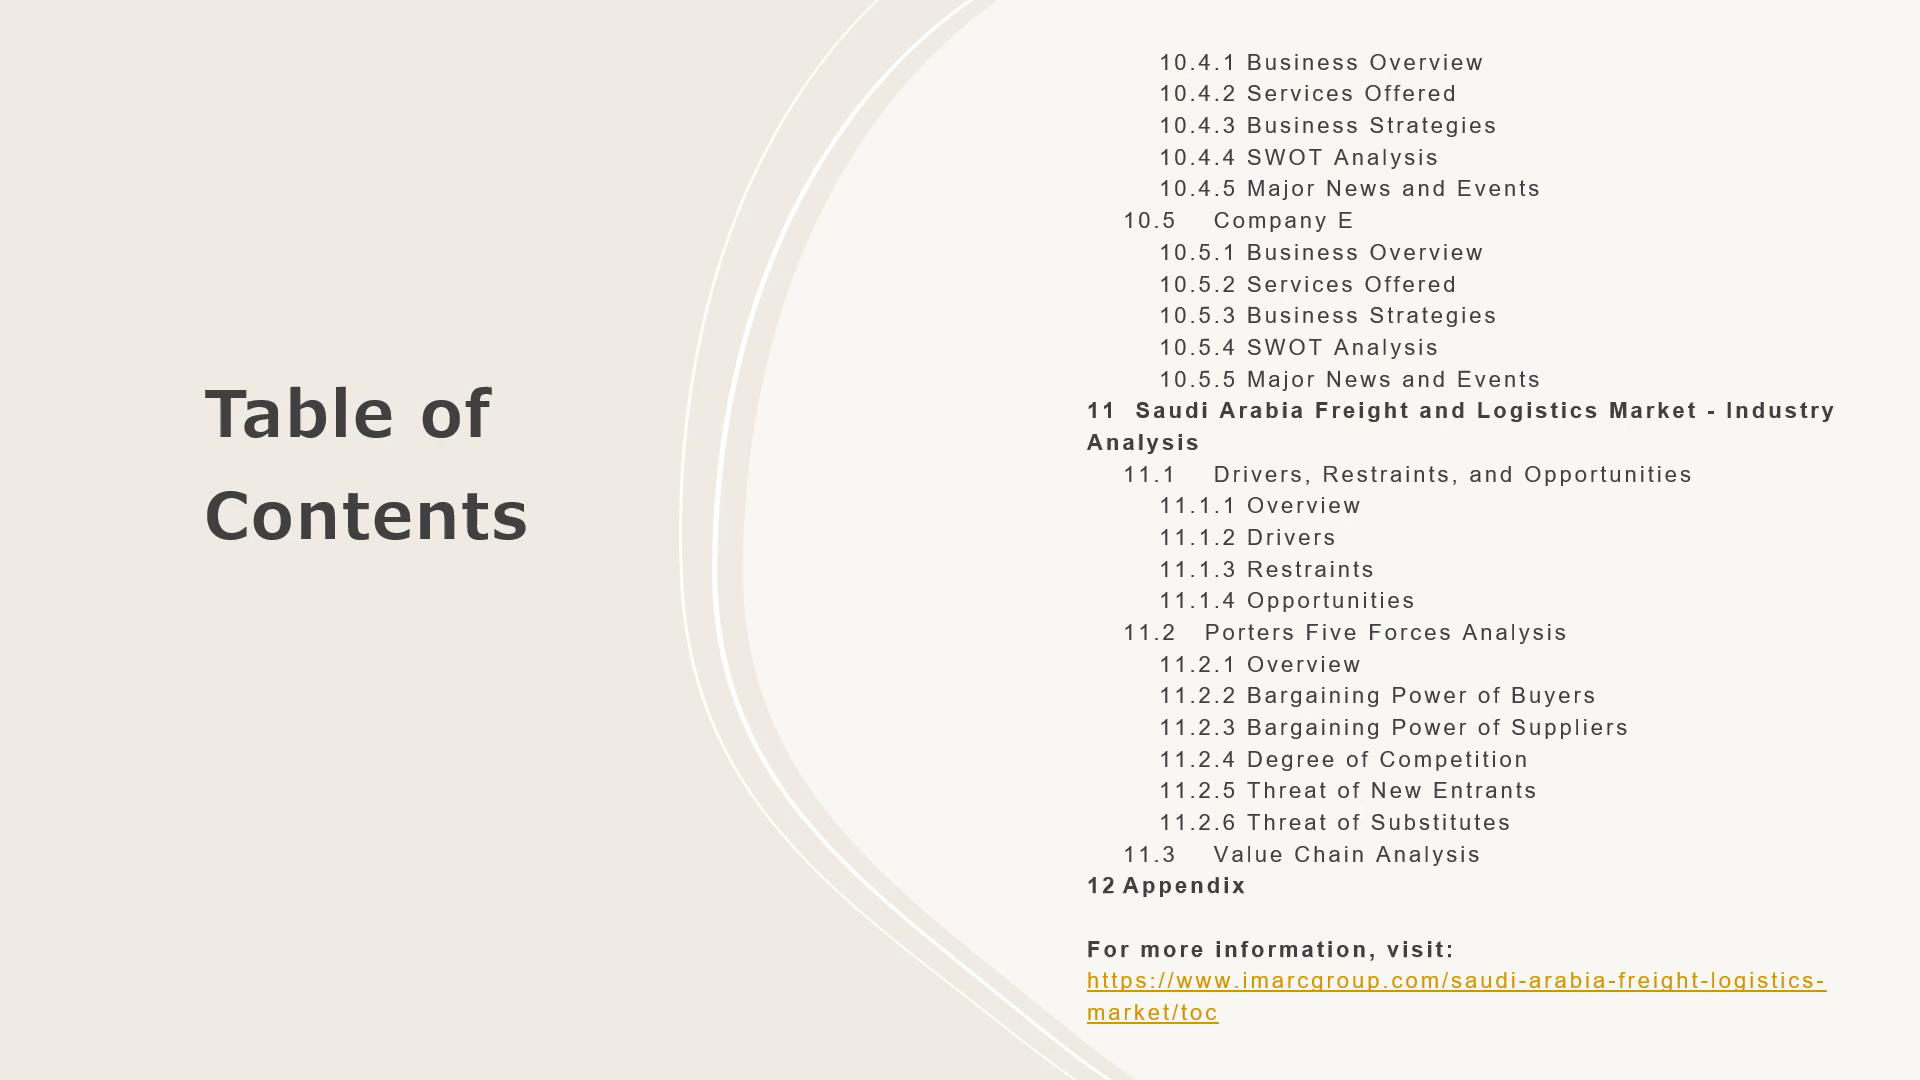 Table of
Contents
10.4.1 Business Overview
10.4.2 Services Offered
10.4.3 Business Strategies
10.4.4 SWOT Analysis
10.4.5 Major News and Events
10.5 Company E
10.5.1 Business Overview
10.5.2 Services Offered
10.5.3 Business Strategies
10.5.4 SWOT Analysis
10.5.5 Major News and Events
11 Saudi Arabia Freight and Logistics Market - Industry
Analysis
11.1 Drivers, Restraints, and Opportunities
11.1.1 Overview
11.1.2 Drivers
11.1.3 Restraints
11.1.4 Opportunities
11.2 Porters Five Forces Analysis
11.2.1 Overview
11.2.2 Bargaining Power of Buyers
11.2.3 Bargaining Power of Suppliers
11.2.4 Degree of Competition
11.2.5 Threat of New Entrants
11.2.6 Threat of Substitutes
11.3 Value Chain Analysis
12 Appendix
For more information, visit:
https://www.imarcgroup.com/saudi-arabia-freight-logistics-
market/toc